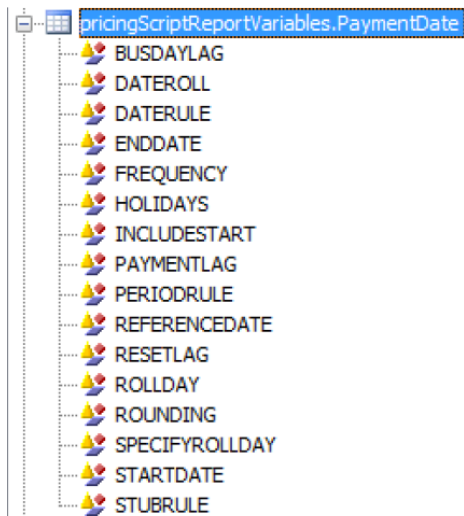 pricingScriptReportVariables.PaymentDate
BUSDAYLAG
DATEROLL
DATERULE
ENDDATE
FREQUENCY
HOLIDAYS
INCLUDESTART
PAYMENTLAG
PERIODRULE
REFERENCEDATE
RESETLAG
ROLLDAY
ROUNDING
SPECIFYROLLDAY
STARTDATE
STUBRULE